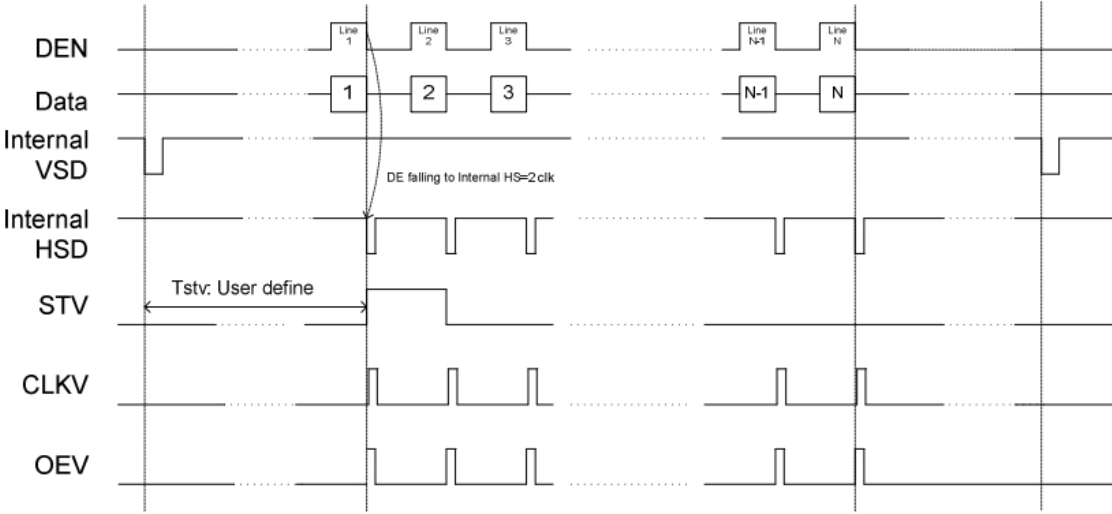 DEN
Line
1
Line
2
Line
3
Line
N-1
Line
N
Data
1
2
3
N-1
N
Internal
VSD
DE falling to Internal HS=2clk
Internal
HSD
Tstv: User define
STV
CLKV
OEV